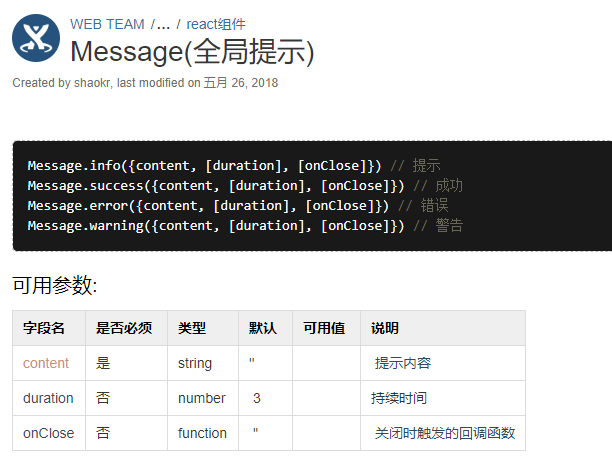 WEB TEAM /... / react组件
Message(全局提示)
Created by shaokr, last modified on 五月 26, 2018
Message.info({content, [duration], [onClose]}) // 提示
Message.success({content, [duration], [onClose]}) // 成功
Message.error({content, [duration], [onClose]}) // 错误
Message.warning({content, [duration], [onClose]}) // 警告
可用参数:
字段名 是否必须 类型 默认 可用值 说明
content 是 string '' 提示内容
duration 否 number 3 持续时间
onClose 否 function '' 关闭时触发的回调函数